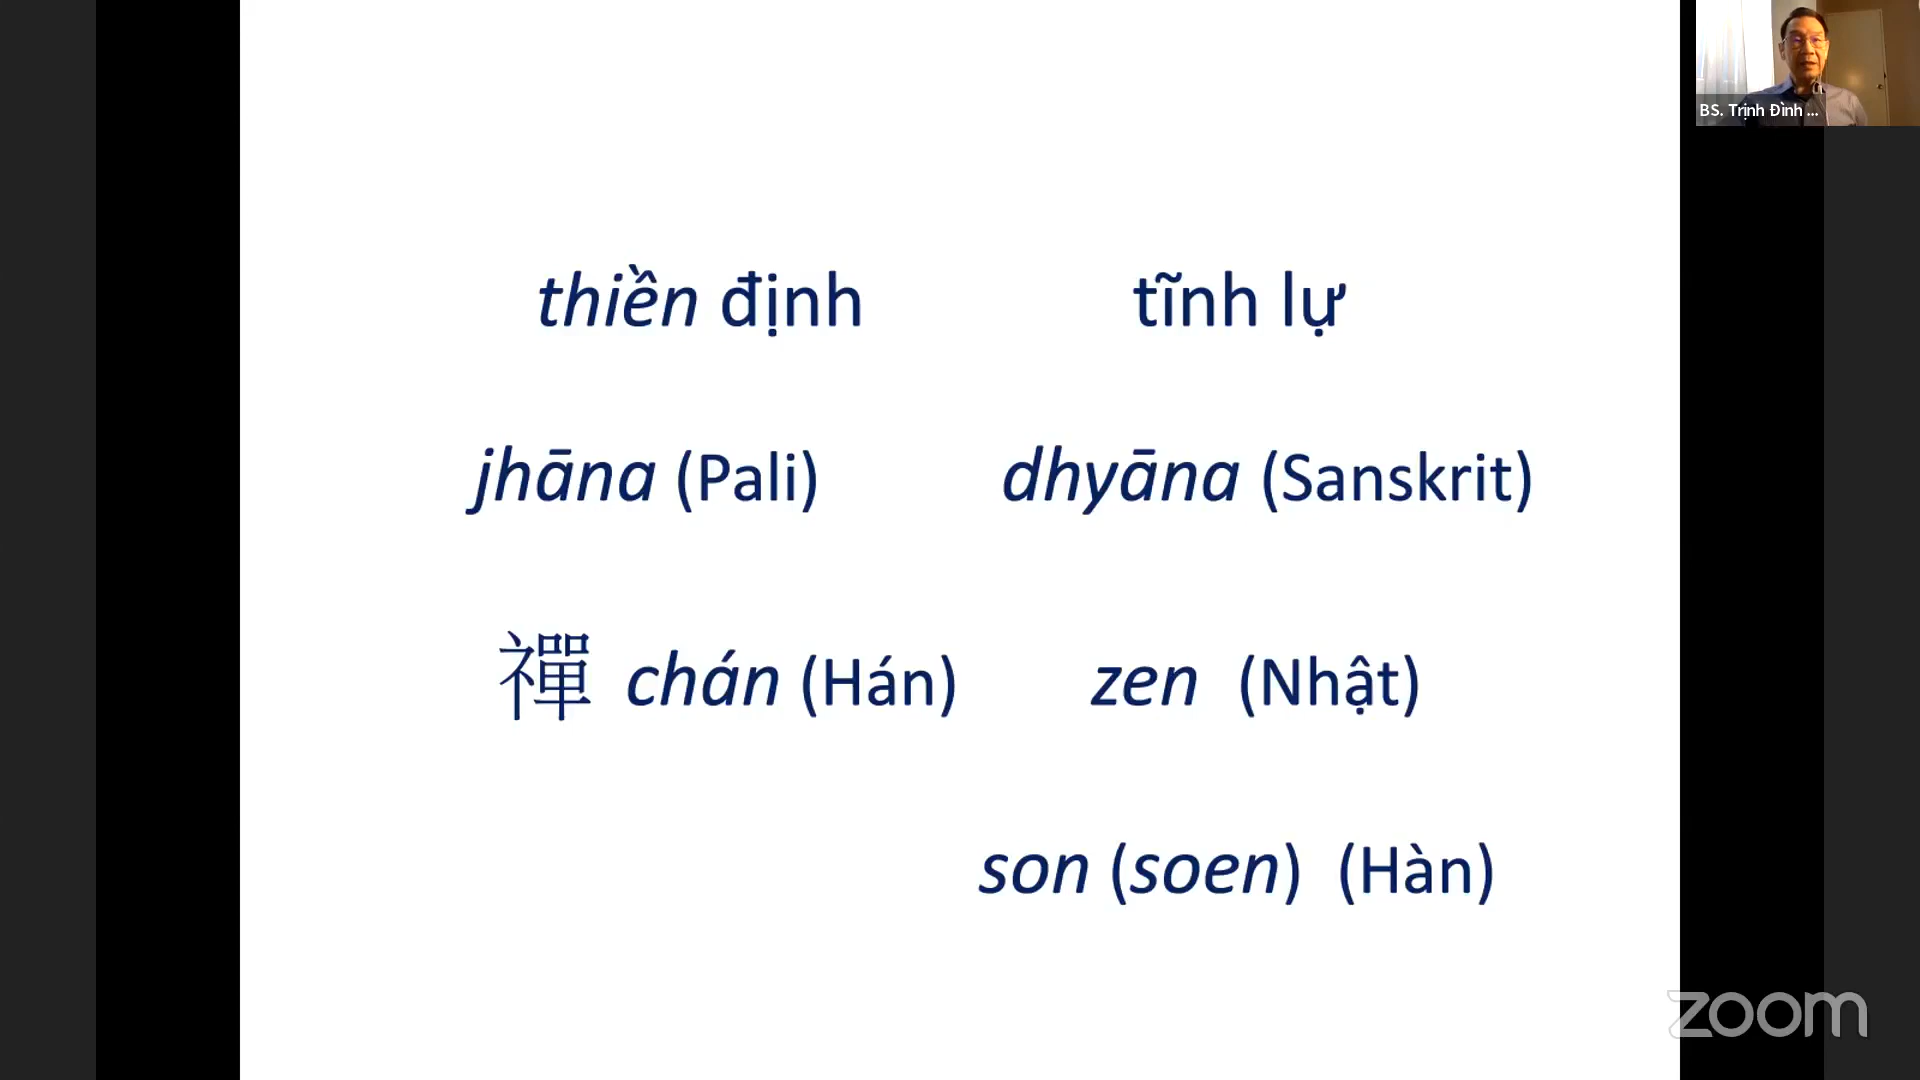 BS. Trịnh Đình ...
thiền định tĩnh lự
jhāna (Pali) dhyāna (Sanskrit)
禪 chán (Hán) zen (Nhật)
son (soen) (Hàn)
zoom